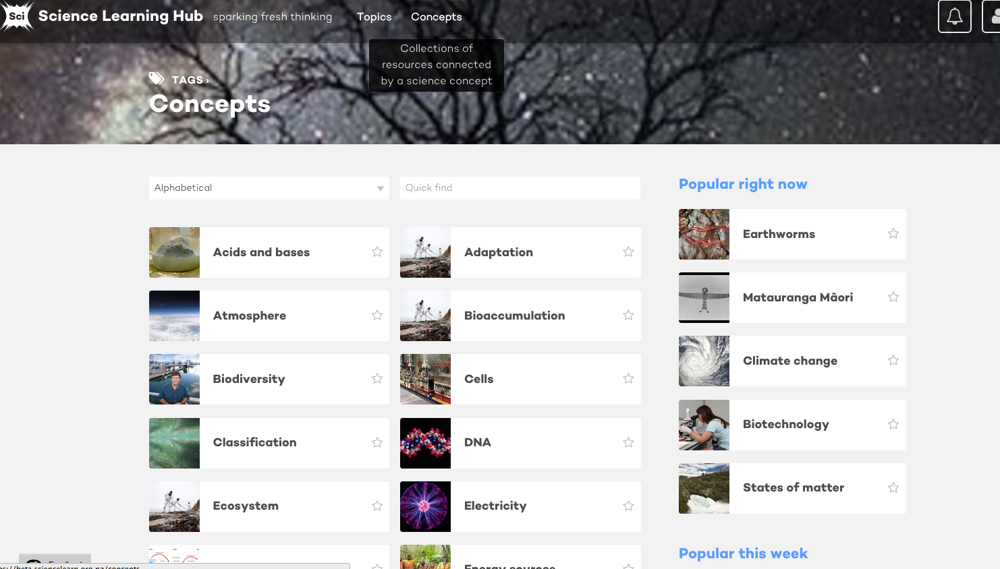 Sci
Science Learning Hub sparking fresh thinking Topics Concepts
Collections of
resources connected
by a science concept
TAGS ›
Concepts
Alphabetical
Quick find
Acids and bases
Adaptation
Atmosphere
Bioaccumulation
Biodiversity
Cells
Classification
DNA
Ecosystem
Electricity
Energy sources
Popular right now
Earthworms
Matauranga Māori
Climate change
Biotechnology
States of matter
Popular this week
Feedback
://beta.sciencelearn.org.nz/concepts